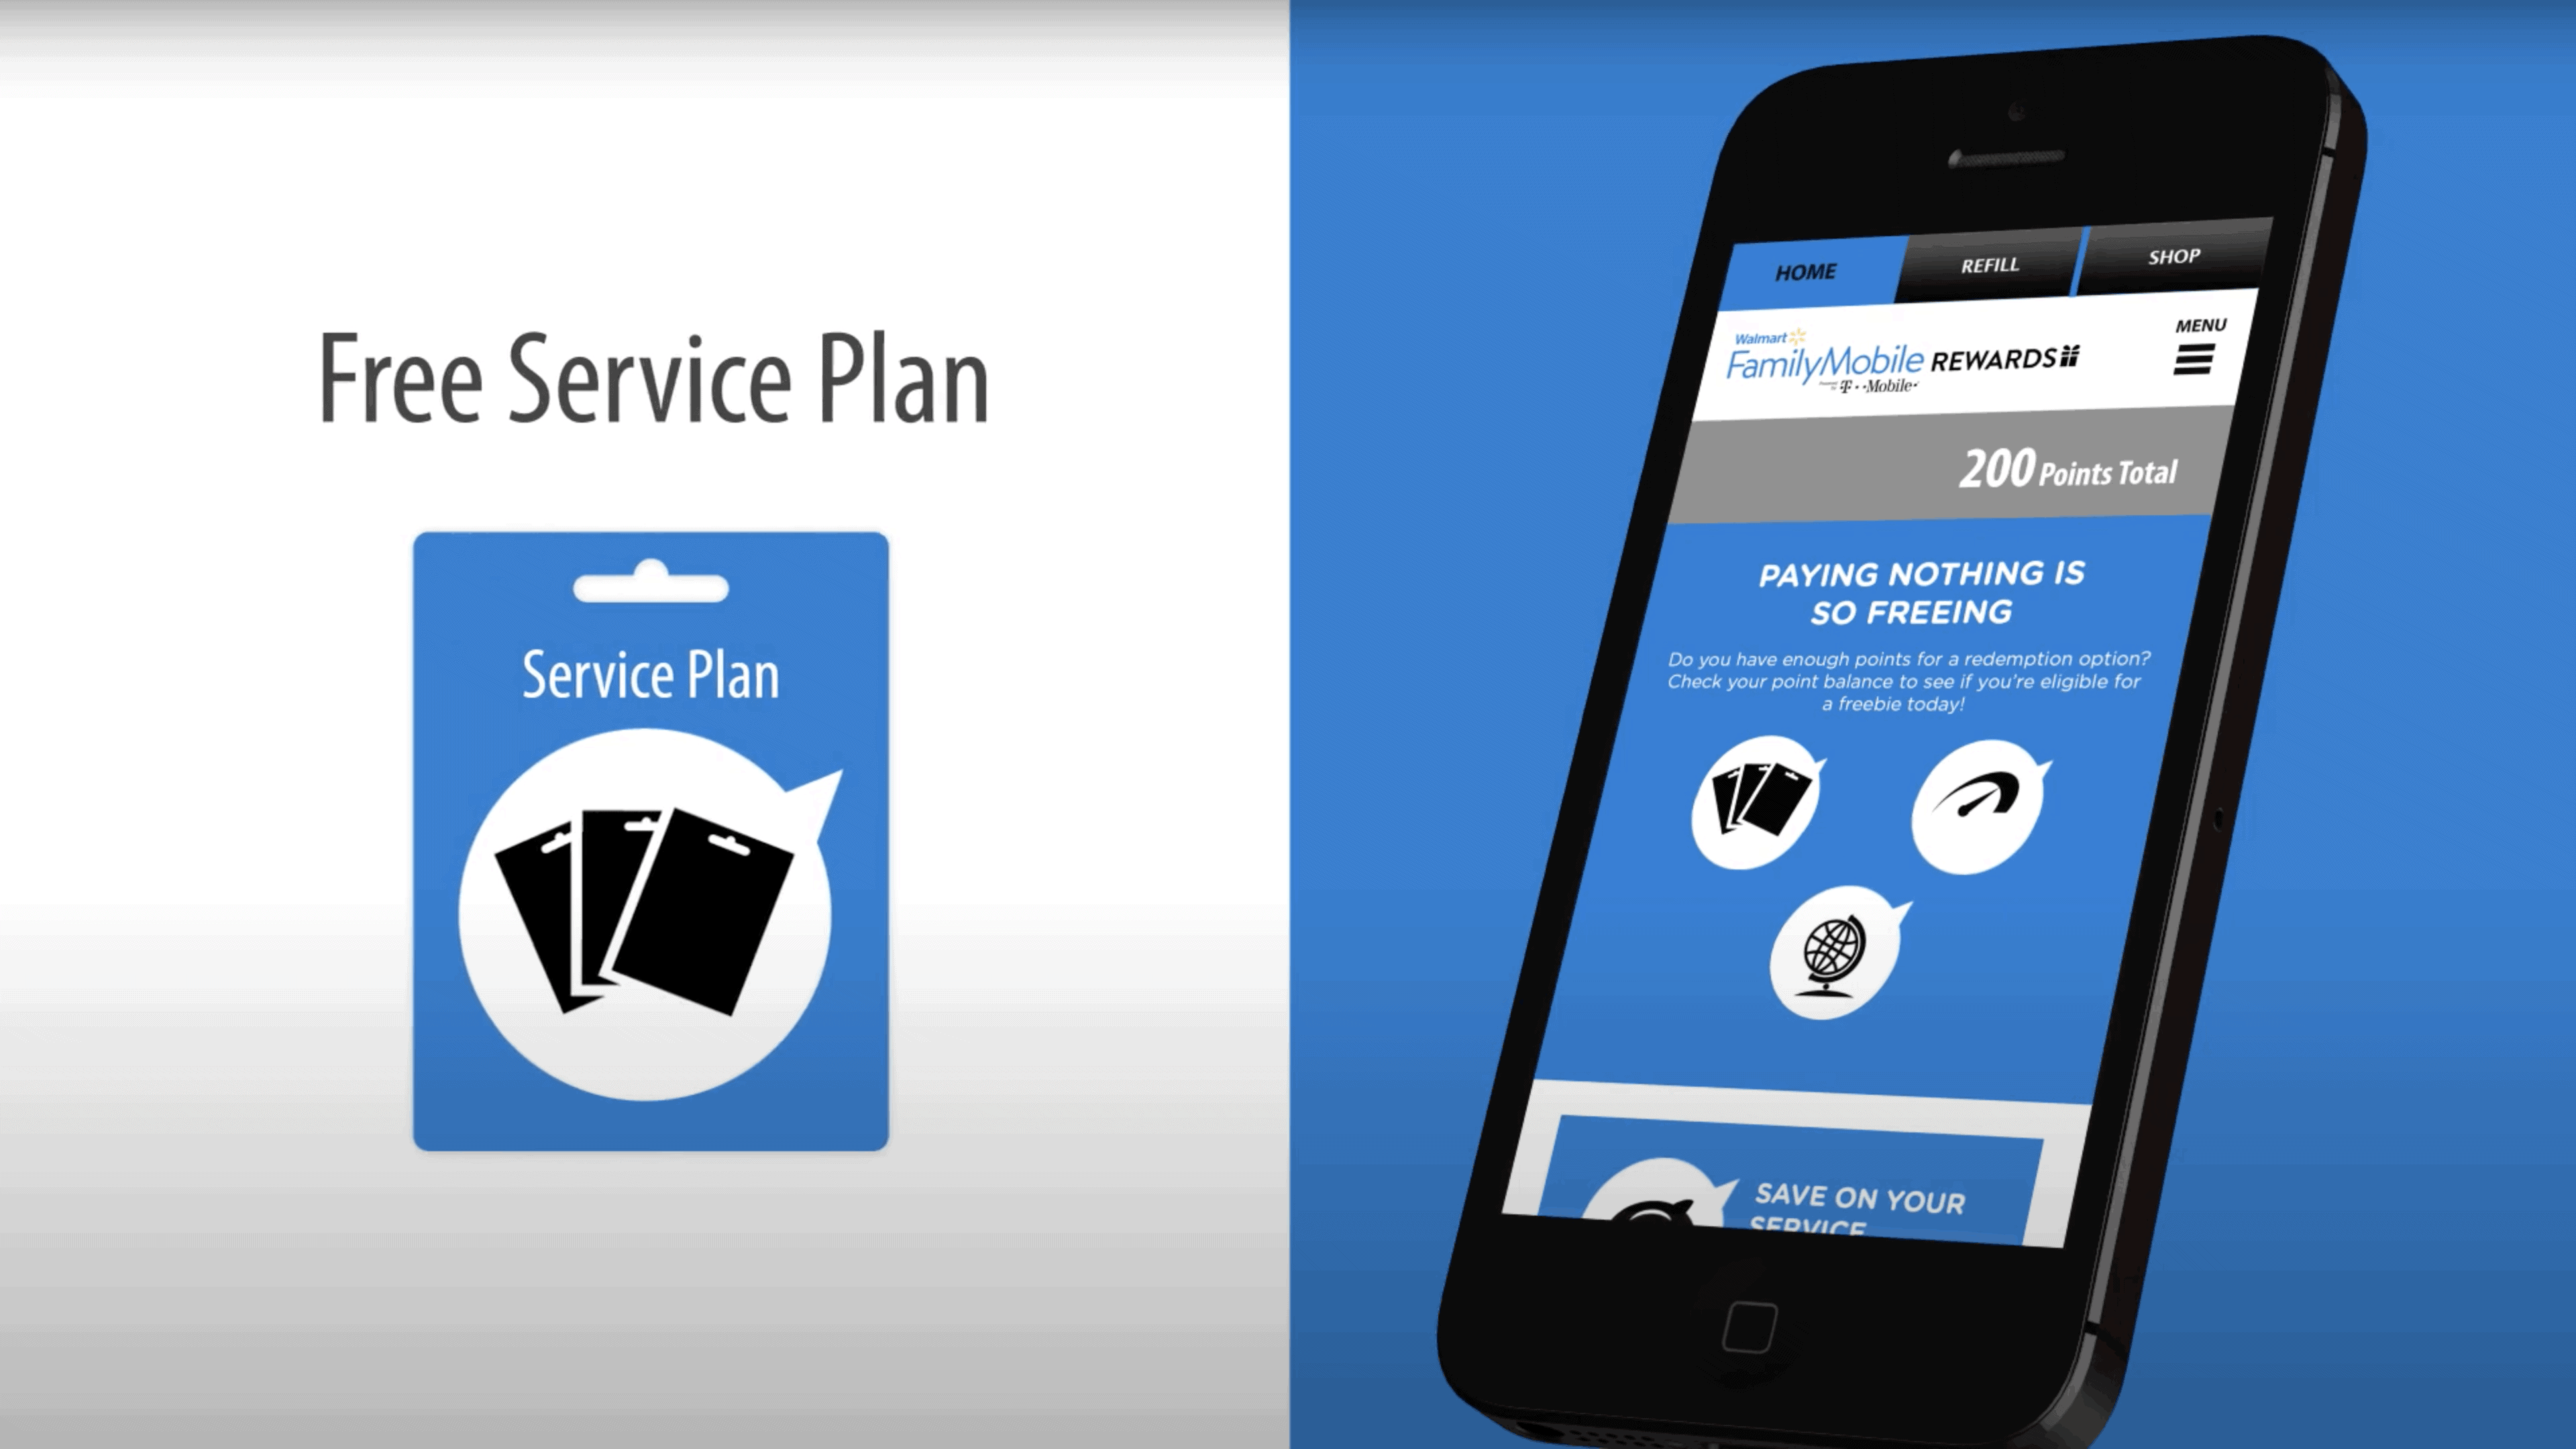 Free Service Plan
Service Plan
HOME
REFILL
SHOP
Walmart
FamilyMobile REWARDS
Powered by T··Mobile·
MENU
200 Points Total
PAYING NOTHING IS
SO FREEING
Do you have enough points for a redemption option?
Check your point balance to see if you're eligible for
a freebie today!
SAVE ON YOUR
SERVICE